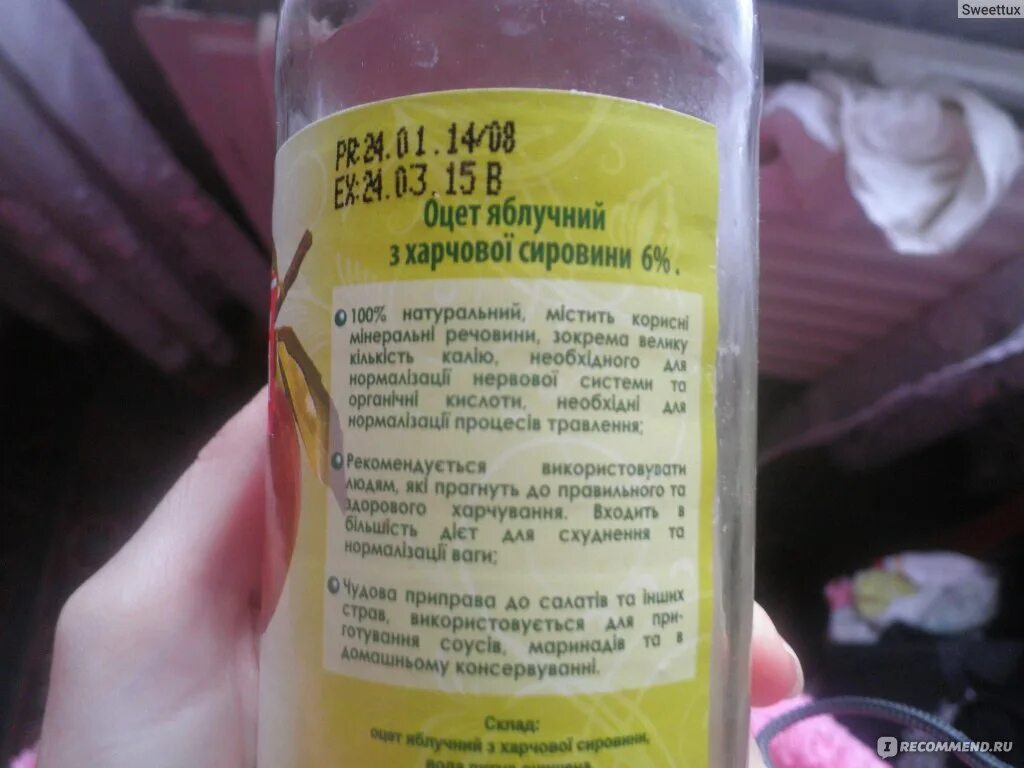 Sweettux
PR:24.01.14/08
EX:24.03.15 В
Оцет яблучний
з харчової сировини 6%.
100% натуральний, містить корисні
мінеральні речовини, зокрема велику
кількість калію, необхідного для
нормалізації нервової системи та
органічні кислоти, необхідні для
нормалізації процесів травлення;
Рекомендується використовувати
людям, які прагнуть до правильного та
здорового харчування. Входить в
більшість дієт для схуднення та
нормалізації ваги;
Чудова приправа до салатів та інших
страв, використовується для при-
готування соусів, маринадів та в
домашньому консервуванні.
Склад:
оцет яблучний з харчової сировини,
вода питна очищена
IRECOMMEND.RU